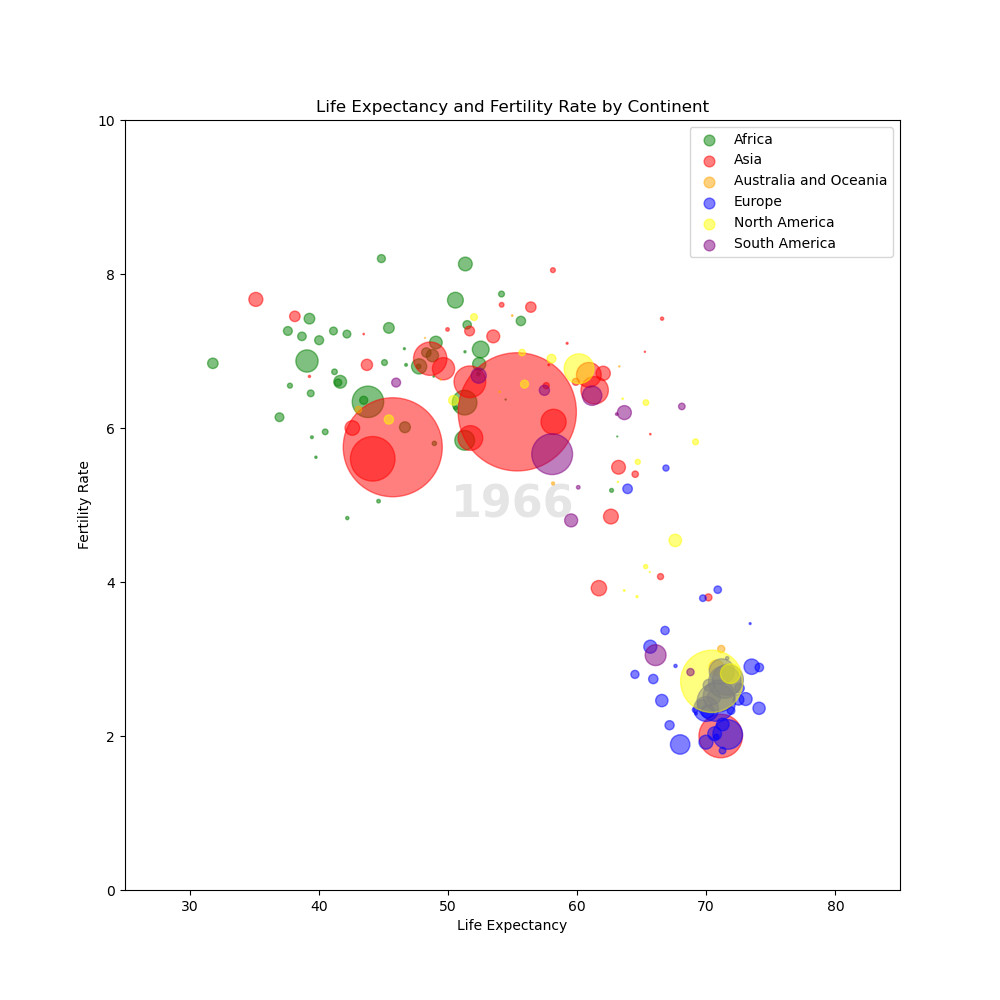 Life Expectancy and Fertility Rate by Continent
10
8
6
4
2
0
Fertility Rate
Africa
Asia
Australia and Oceania
Europe
North America
South America
1966
30 40 50 60 70 80
Life Expectancy